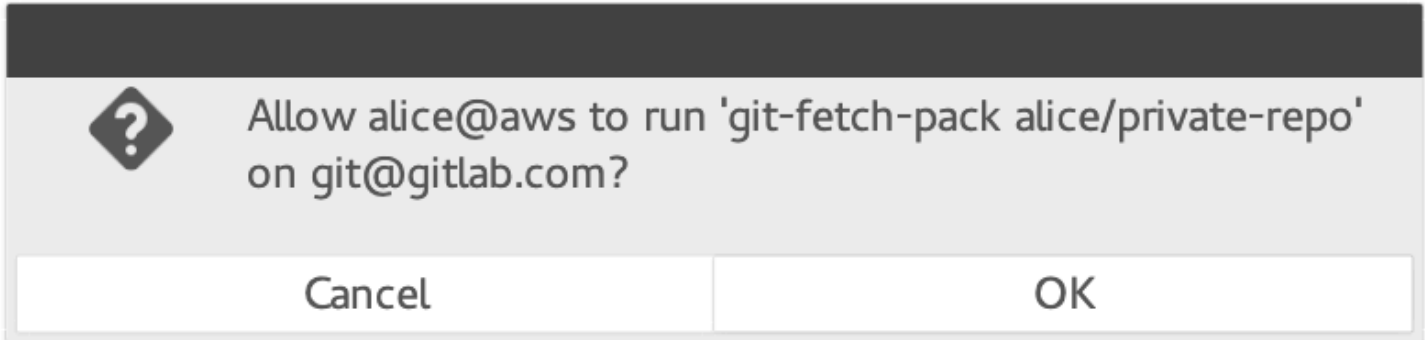 Allow alice@aws to run 'git-fetch-pack alice/private-repo'
on git@gitlab.com?
Cancel
OK